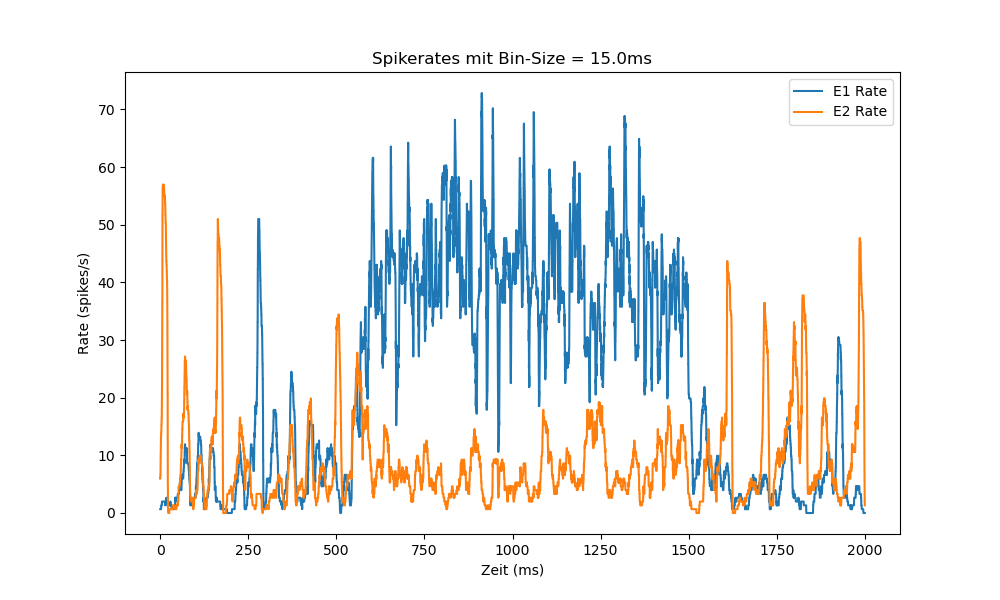 Spikerates mit Bin-Size = 15.0ms
E1 Rate
E2 Rate
Rate (spikes/s)
70
60
50
40
30
20
10
0
0 250 500 750 1000 1250 1500 1750 2000
Zeit (ms)